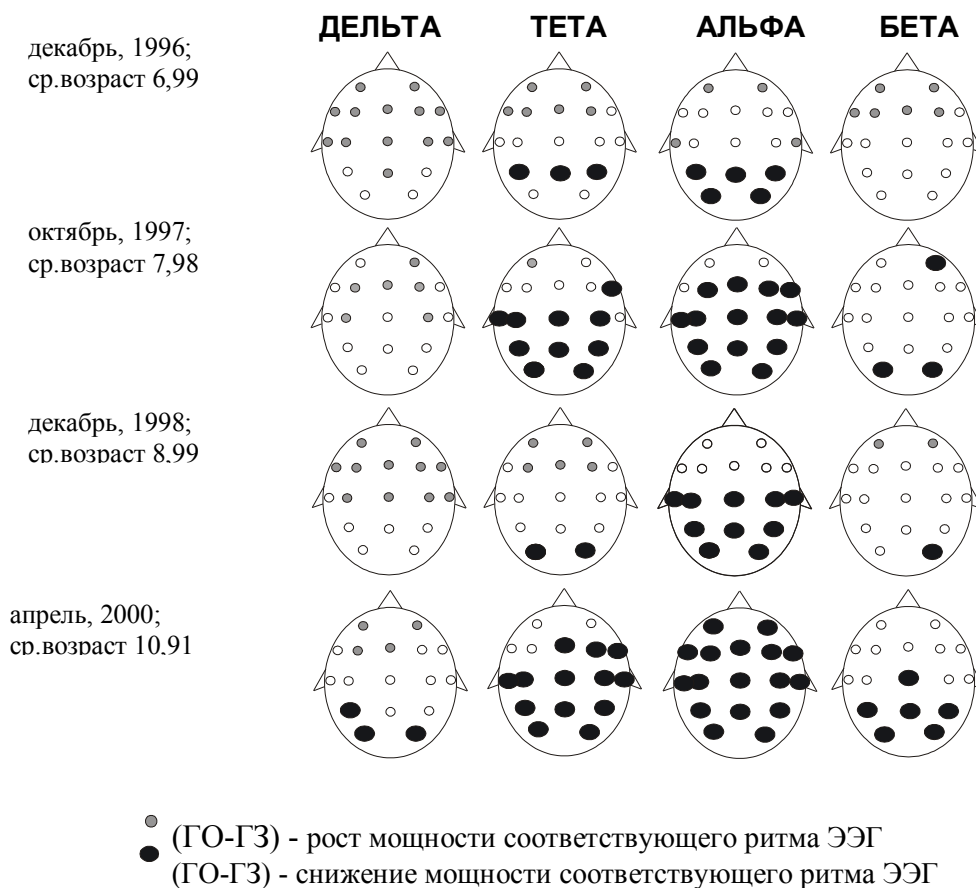 ДЕЛЬТА ТЕТА АЛЬФА БЕТА
декабрь, 1996;
ср.возраст 6,99
октябрь, 1997;
ср.возраст 7,98
декабрь, 1998;
ср.возраст 8,99
апрель, 2000;
ср.возраст 10,91
(ГО-ГЗ) - рост мощности соответствующего ритма ЭЭГ
(ГО-ГЗ) - снижение мощности соответствующего ритма ЭЭГ